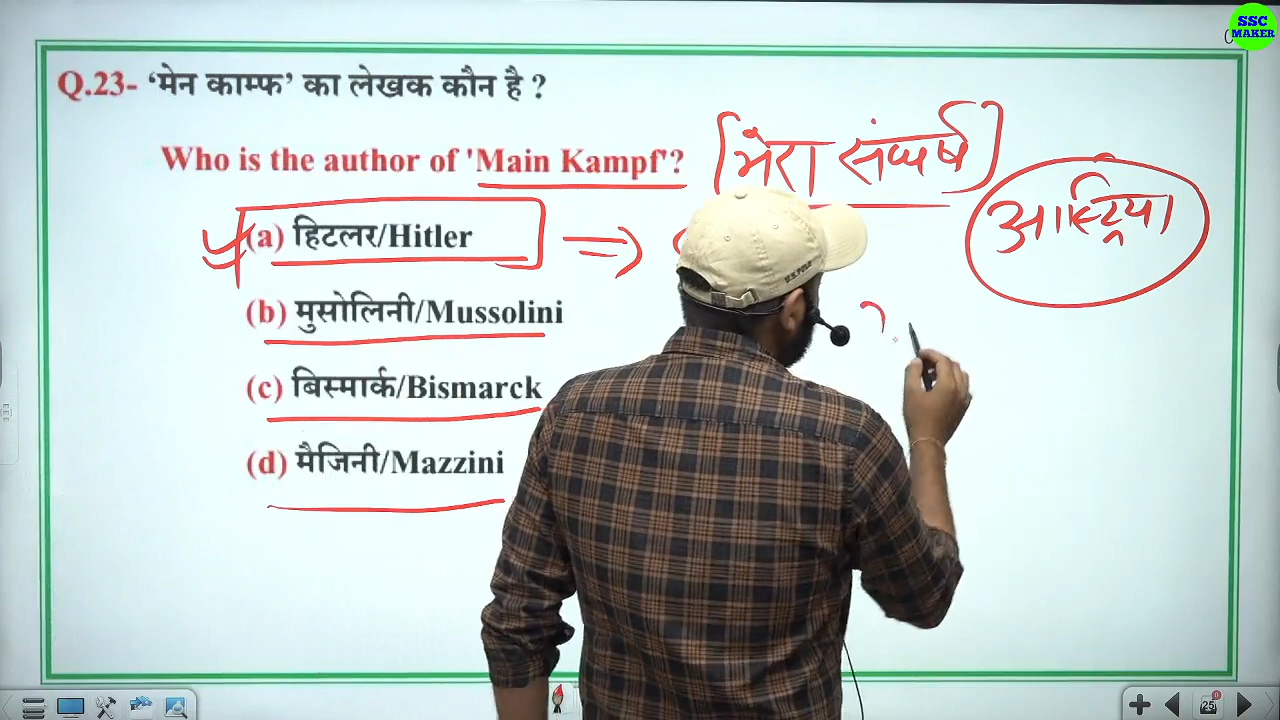 SSC
MAKER
Q.23- ‘मेन काम्फ’ का लेखक कौन है ?
Who is the author of 'Main Kampf'?
[मेरा संघर्ष]
(a) हिटलर/Hitler
आस्ट्रिया
(b) मुसोलिनी/Mussolini
(c) बिस्मार्क/Bismarck
(d) मैजिनी/Mazzini
U.S. POLO
25